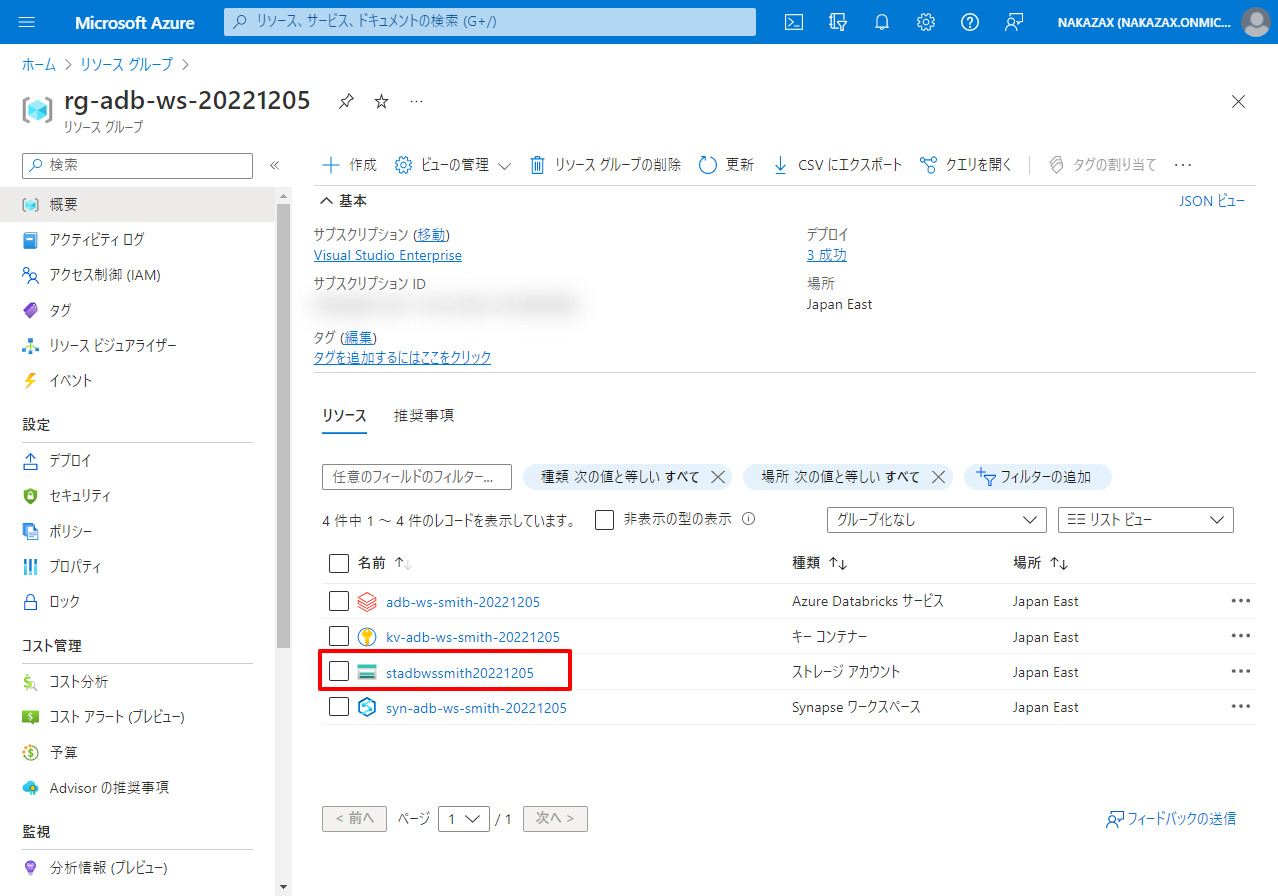 Microsoft Azure
リソース、サービス、ドキュメントの検索 (G+/)
NAKAZAX (NAKAZAX.ONMIC...
ホーム > リソース グループ >
rg-adb-ws-20221205 ...
リソース グループ
検索 «
作成 ビューの管理 リソース グループの削除 更新 CSV にエクスポート クエリを開く タグの割り当て ...
概要
アクティビティ ログ
アクセス制御 (IAM)
タグ
リソース ビジュアライザー
イベント
設定
デプロイ
セキュリティ
ポリシー
プロパティ
ロック
コスト管理
コスト分析
コスト アラート (プレビュー)
予算
Advisor の推奨事項
監視
分析情報 (プレビュー)
基本 JSON ビュー
サブスクリプション (移動)
Visual Studio Enterprise
サブスクリプション ID
タグ (編集)
タグを追加するにはここをクリック
デプロイ
3 成功
場所
Japan East
リソース 推奨事項
任意のフィールドのフィルター... 種類 次の値と等しい すべて 場所 次の値と等しい すべて フィルターの追加
4 件中 1 ～ 4 件のレコードを表示しています。 非表示の型の表示 グループ化なし リスト ビュー
名前 ↑↓ 種類 ↑↓ 場所 ↑↓
adb-ws-smith-20221205 Azure Databricks サービス Japan East
kv-adb-ws-smith-20221205 キー コンテナー Japan East
stadbwssmith20221205 ストレージ アカウント Japan East
syn-adb-ws-smith-20221205 Synapse ワークスペース Japan East
< 前へ ページ 1 / 1 次へ > フィードバックの送信